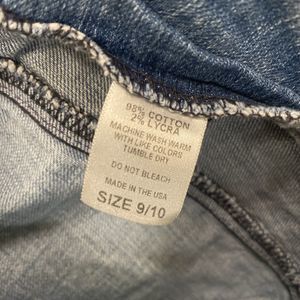 98% COTTON
2% LYCRA
MACHINE WASH WARM
WITH LIKE COLORS
TUMBLE DRY
DO NOT BLEACH
MADE IN THE USA
SIZE 9/10